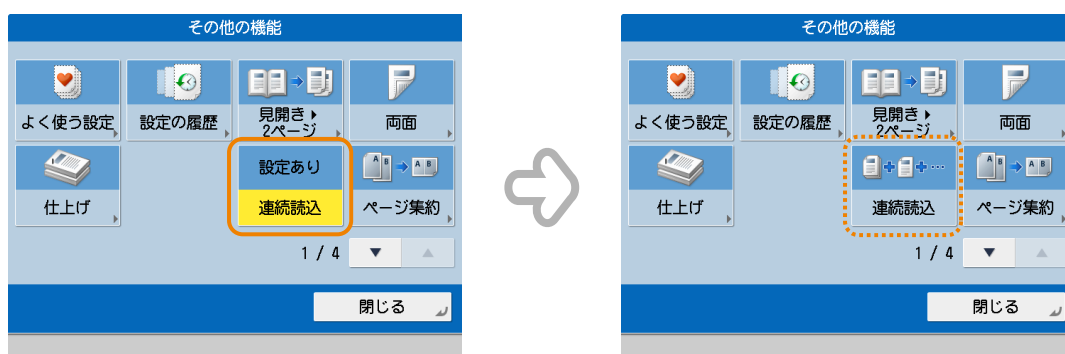 その他の機能
よく使う設定
設定の履歴
見開き▶
2ページ
両面
設定あり
A B
A B
仕上げ
連続読込
ページ集約
1 / 4
閉じる
その他の機能
よく使う設定
設定の履歴
見開き▶
2ページ
両面
A B
A B
仕上げ
連続読込
ページ集約
1 / 4
閉じる